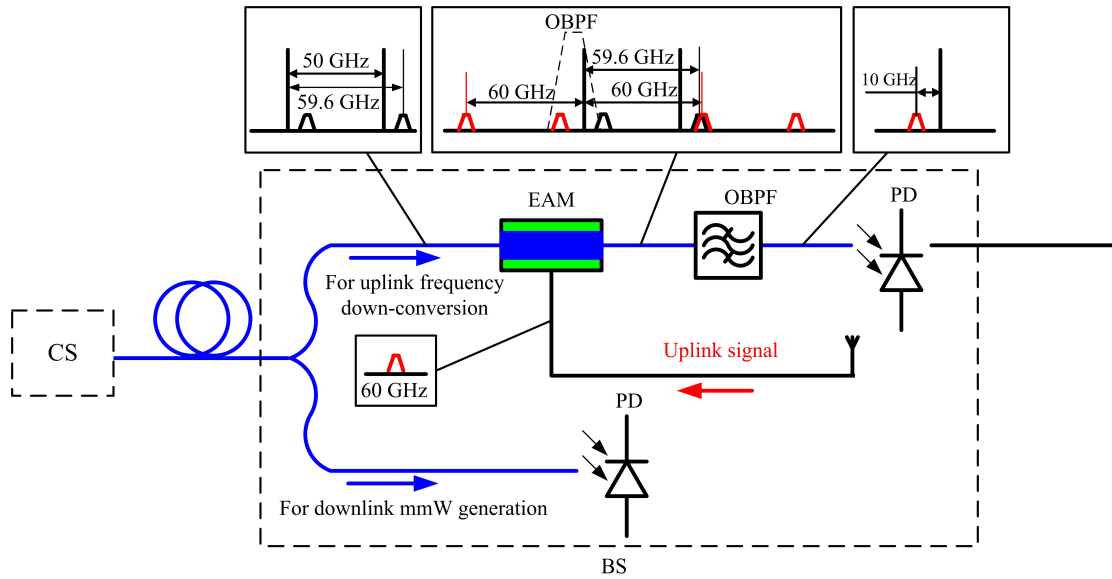 OBPF
50 GHz
59.6 GHz
59.6 GHz
60 GHz
60 GHz
10 GHz
EAM
OBPF
PD
For uplink frequency
down-conversion
CS
Uplink signal
60 GHz
PD
For downlink mmW generation
BS